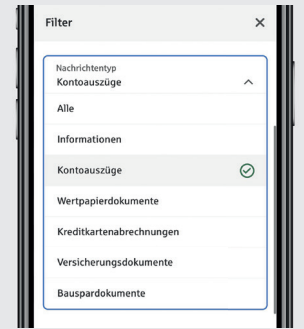 Filter
Nachrichtentyp
Kontoauszüge
Alle
Informationen
Kontoauszüge
Wertpapierdokumente
Kreditkartenabrechnungen
Versicherungsdokumente
Bauspardokumente